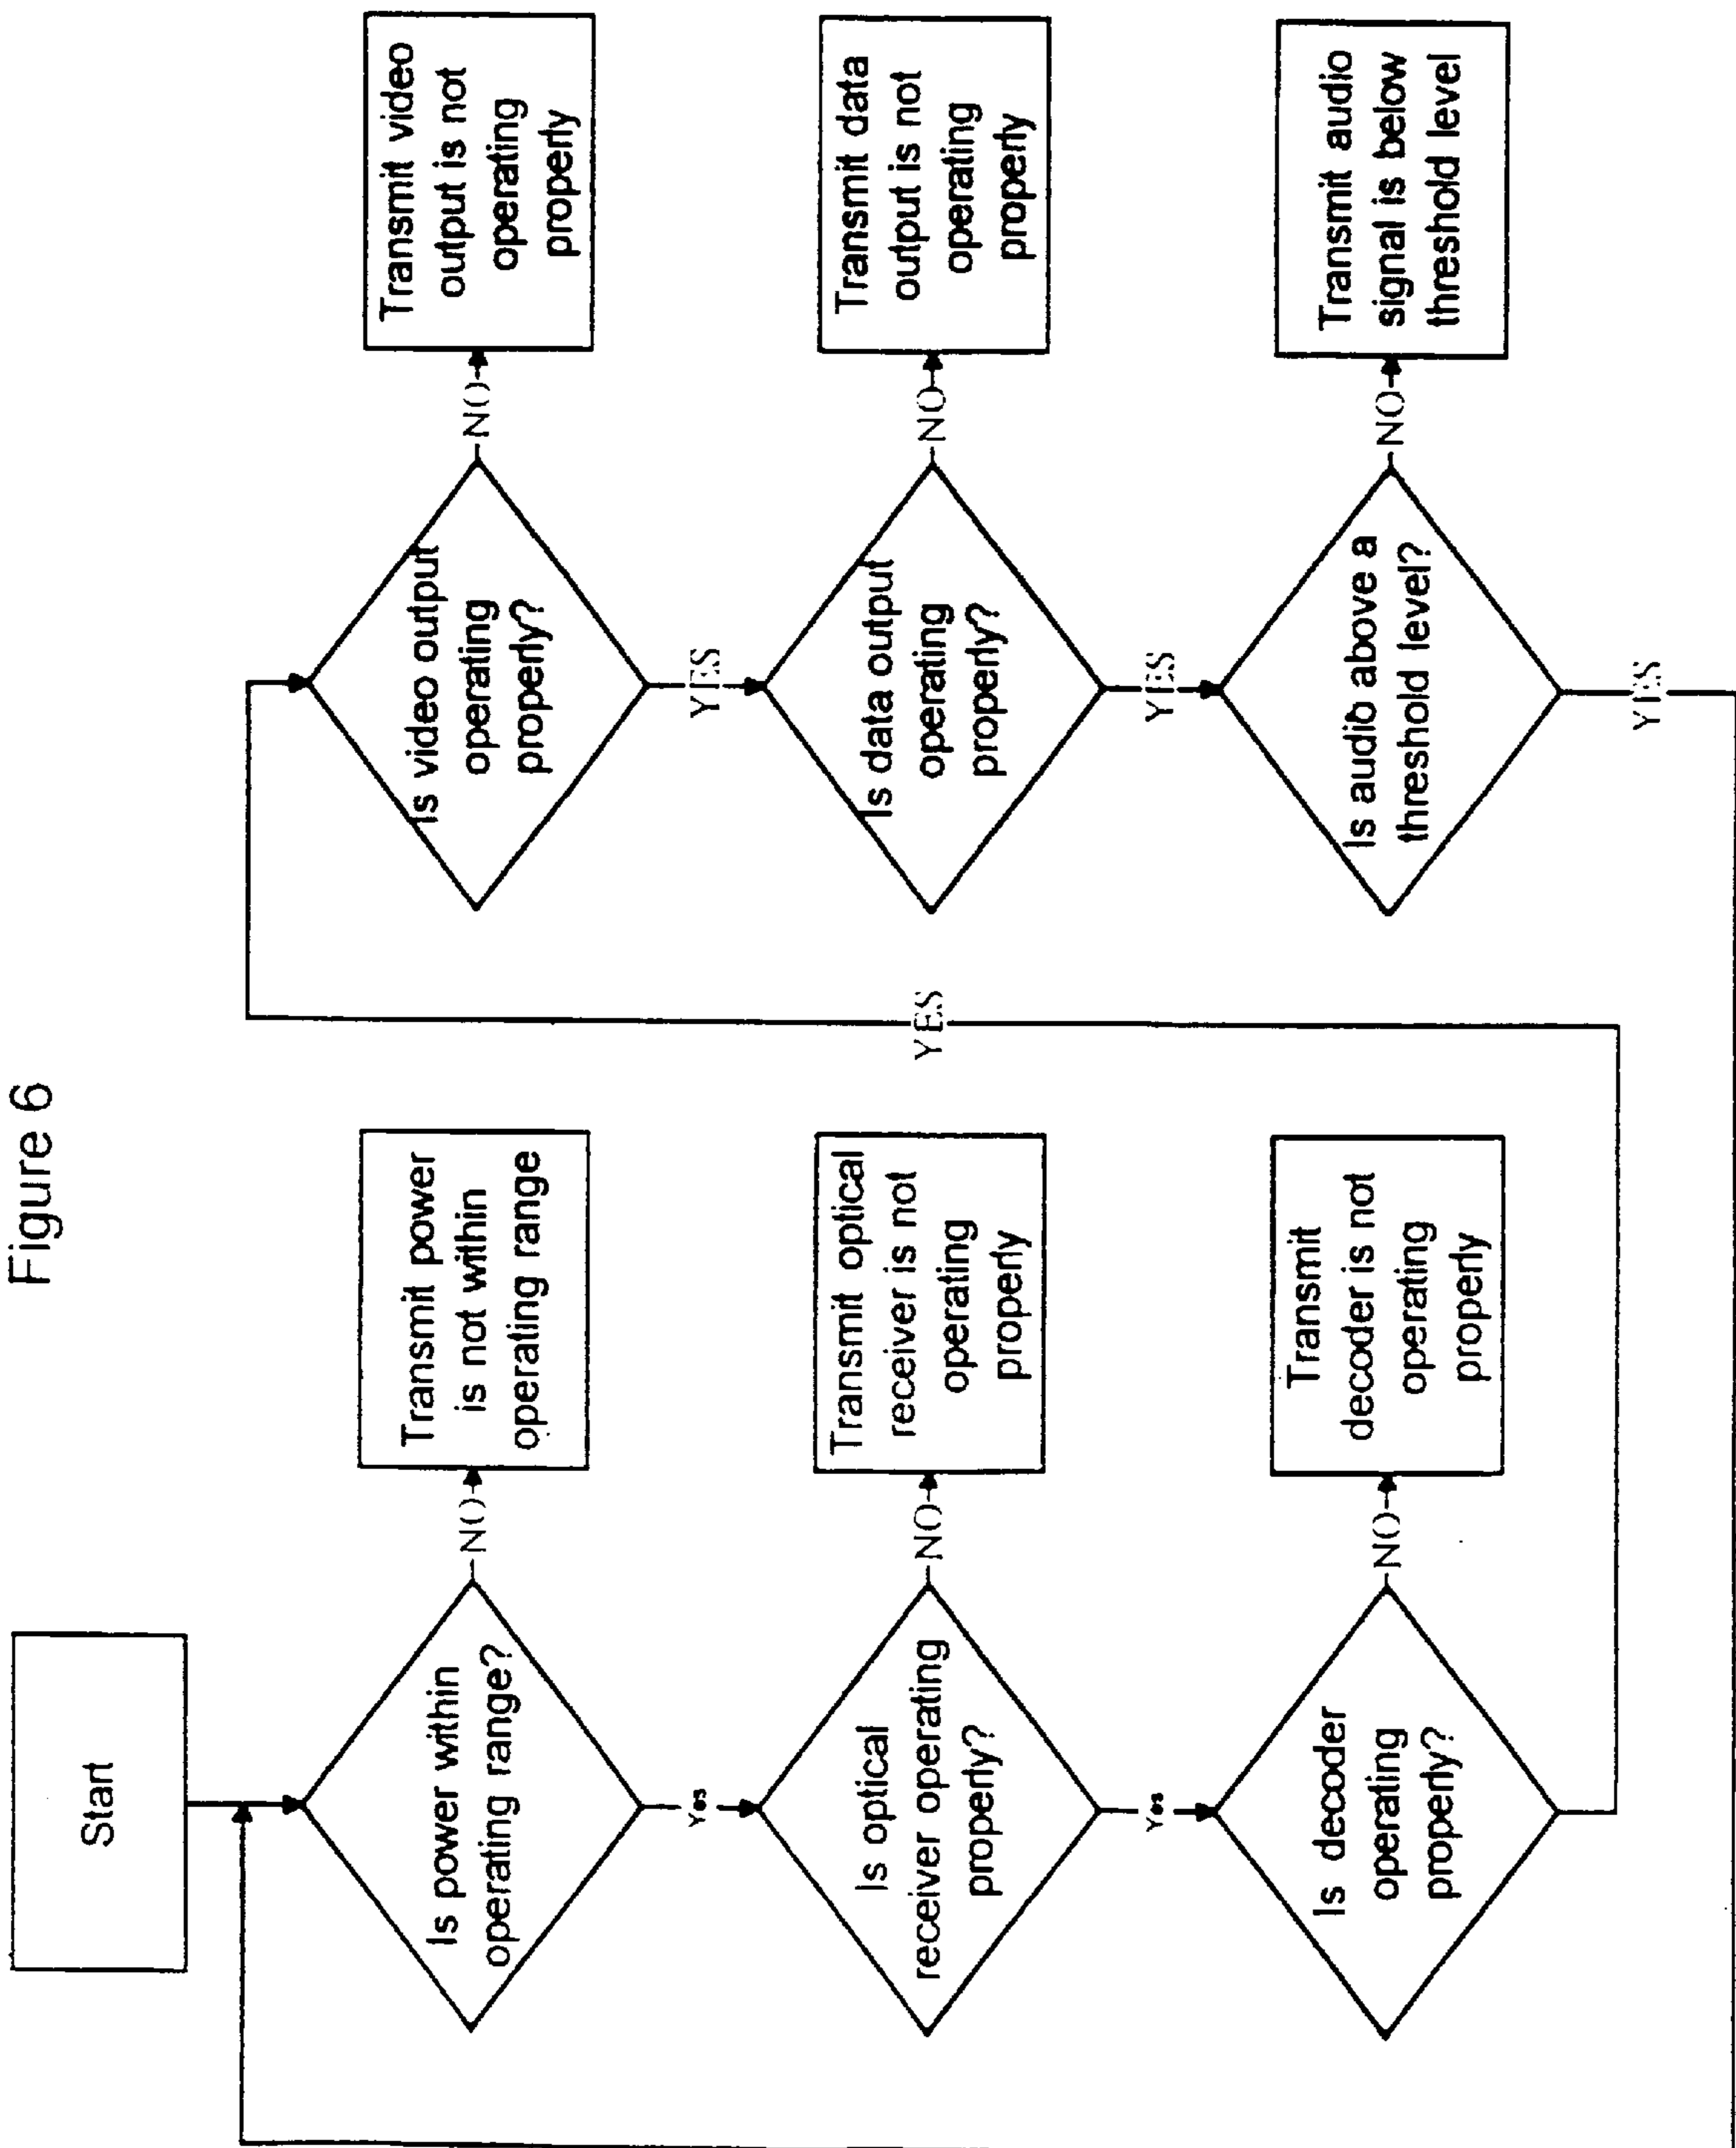 Figure 6
Start
Is power within
operating range?
NO
Transmit power
is not within
operating range
Yes
Is optical
receiver operating
properly?
NO
Transmit optical
receiver is not
operating
properly
Yes
Is decoder
operating
properly?
NO
Transmit
decoder is not
operating
properly
YES
Is video output
operating
properly?
NO
Transmit video
output is not
operating
properly
YES
Is data output
operating
properly?
NO
Transmit data
output is not
operating
properly
YES
Is audio above a
threshold level?
NO
Transmit audio
signal is below
threshold level
YES